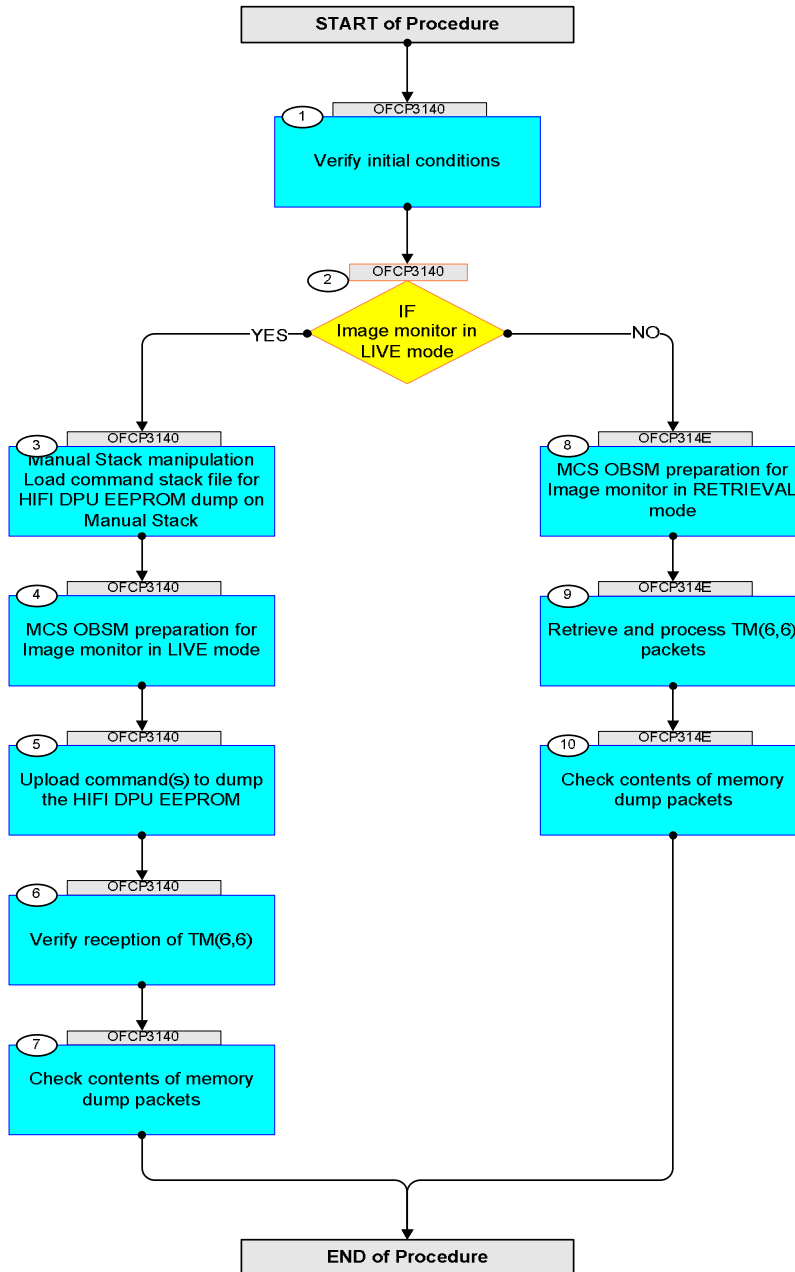 START of Procedure
OFCP3140
1
Verify initial conditions
OFCP3140
2
IF
Image monitor in
LIVE mode
YES
NO
OFCP3140
3
Manual Stack manipulation
Load command stack file for
HIFI DPU EEPROM dump on
Manual Stack
OFCP314E
8
MCS OBSM preparation for
Image monitor in RETRIEVAL
mode
OFCP3140
4
MCS OBSM preparation for
Image monitor in LIVE mode
OFCP314E
9
Retrieve and process TM(6,6)
packets
OFCP3140
5
Upload command(s) to dump
the HIFI DPU EEPROM
OFCP314E
10
Check contents of memory
dump packets
OFCP3140
6
Verify reception of TM(6,6)
OFCP3140
7
Check contents of memory
dump packets
END of Procedure